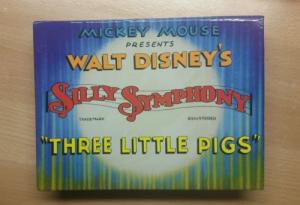 MICKEY MOUSE
PRESENTS
WALT DISNEY'S
SILLY SYMPHONY
TRADEMARK REGISTERED
"THREE LITTLE PIGS"